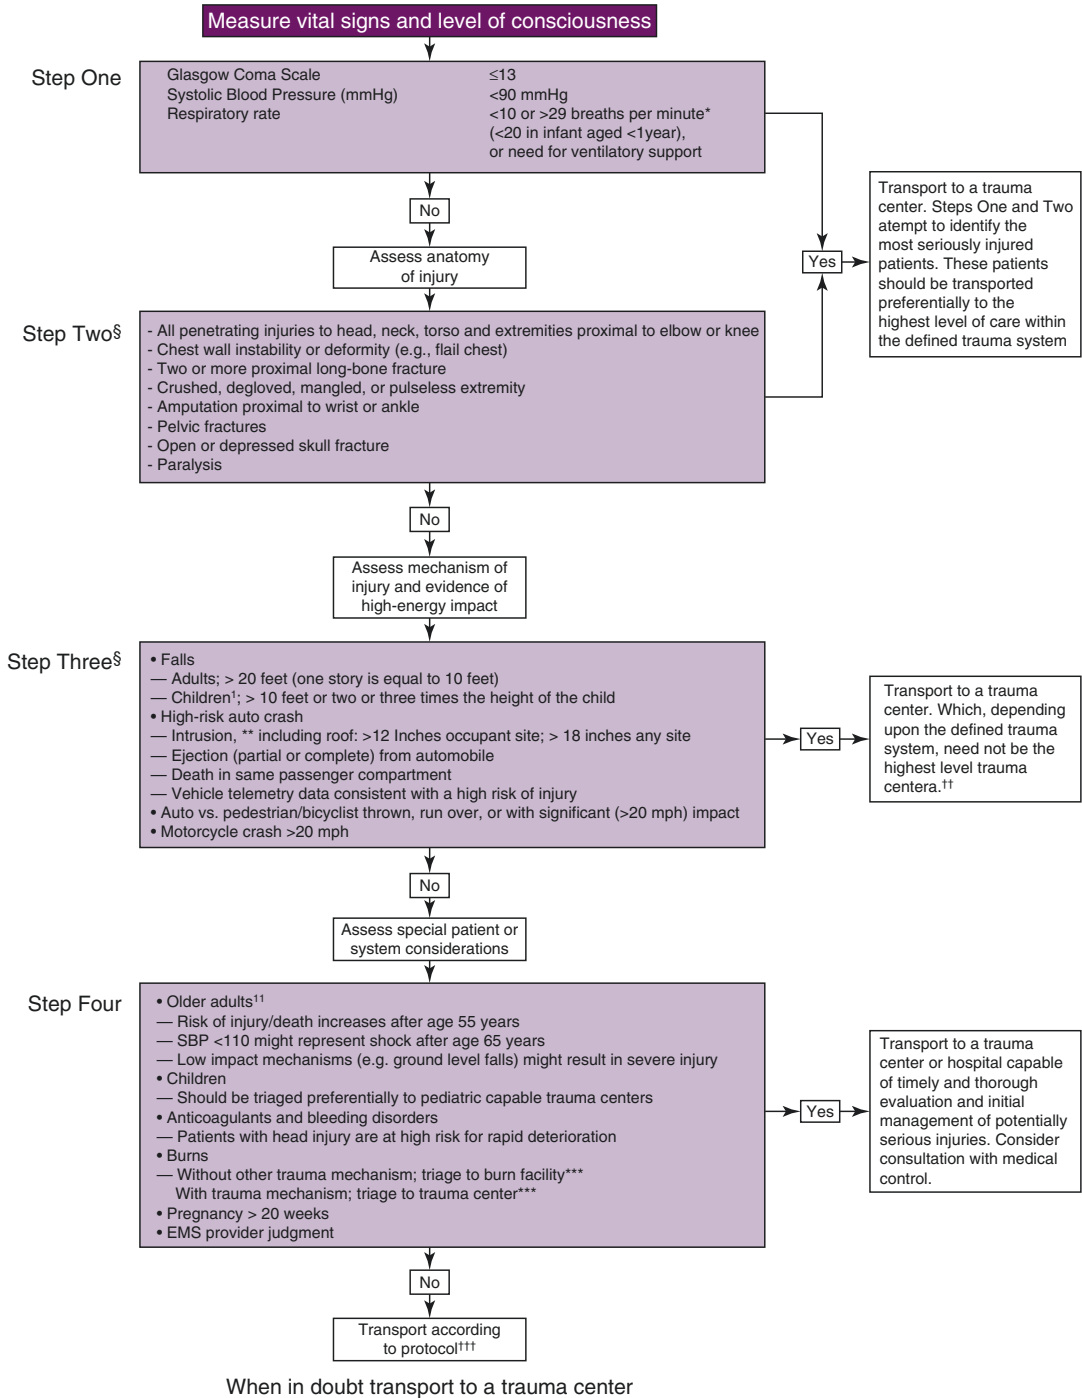 Measure vital signs and level of consciousness
Step One
Glasgow Coma Scale ≤13
Systolic Blood Pressure (mmHg) <90 mmHg
Respiratory rate <10 or >29 breaths per minute*
(<20 in infant aged <1year),
or need for ventilatory support
No
Assess anatomy
of injury
Yes
Transport to a trauma
center. Steps One and Two
atempt to identify the
most seriously injured
patients. These patients
should be transported
preferentially to the
highest level of care within
the defined trauma system
Step Two§
- All penetrating injuries to head, neck, torso and extremities proximal to elbow or knee
- Chest wall instability or deformity (e.g., flail chest)
- Two or more proximal long-bone fracture
- Crushed, degloved, mangled, or pulseless extremity
- Amputation proximal to wrist or ankle
- Pelvic fractures
- Open or depressed skull fracture
- Paralysis
No
Assess mechanism of
injury and evidence of
high-energy impact
Step Three§
• Falls
— Adults; > 20 feet (one story is equal to 10 feet)
— Children¹; > 10 feet or two or three times the height of the child
• High-risk auto crash
— Intrusion, ** including roof: >12 Inches occupant site; > 18 inches any site
— Ejection (partial or complete) from automobile
— Death in same passenger compartment
— Vehicle telemetry data consistent with a high risk of injury
• Auto vs. pedestrian/bicyclist thrown, run over, or with significant (>20 mph) impact
• Motorcycle crash >20 mph
Yes
Transport to a trauma
center. Which, depending
upon the defined trauma
system, need not be the
highest level trauma
centera.††
No
Assess special patient or
system considerations
Step Four
• Older adults¹¹
— Risk of injury/death increases after age 55 years
— SBP <110 might represent shock after age 65 years
— Low impact mechanisms (e.g. ground level falls) might result in severe injury
• Children
— Should be triaged preferentially to pediatric capable trauma centers
• Anticoagulants and bleeding disorders
— Patients with head injury are at high risk for rapid deterioration
• Burns
— Without other trauma mechanism; triage to burn facility***
With trauma mechanism; triage to trauma center***
• Pregnancy > 20 weeks
• EMS provider judgment
Yes
Transport to a trauma
center or hospital capable
of timely and thorough
evaluation and initial
management of potentially
serious injuries. Consider
consultation with medical
control.
No
Transport according
to protocol†††
When in doubt transport to a trauma center